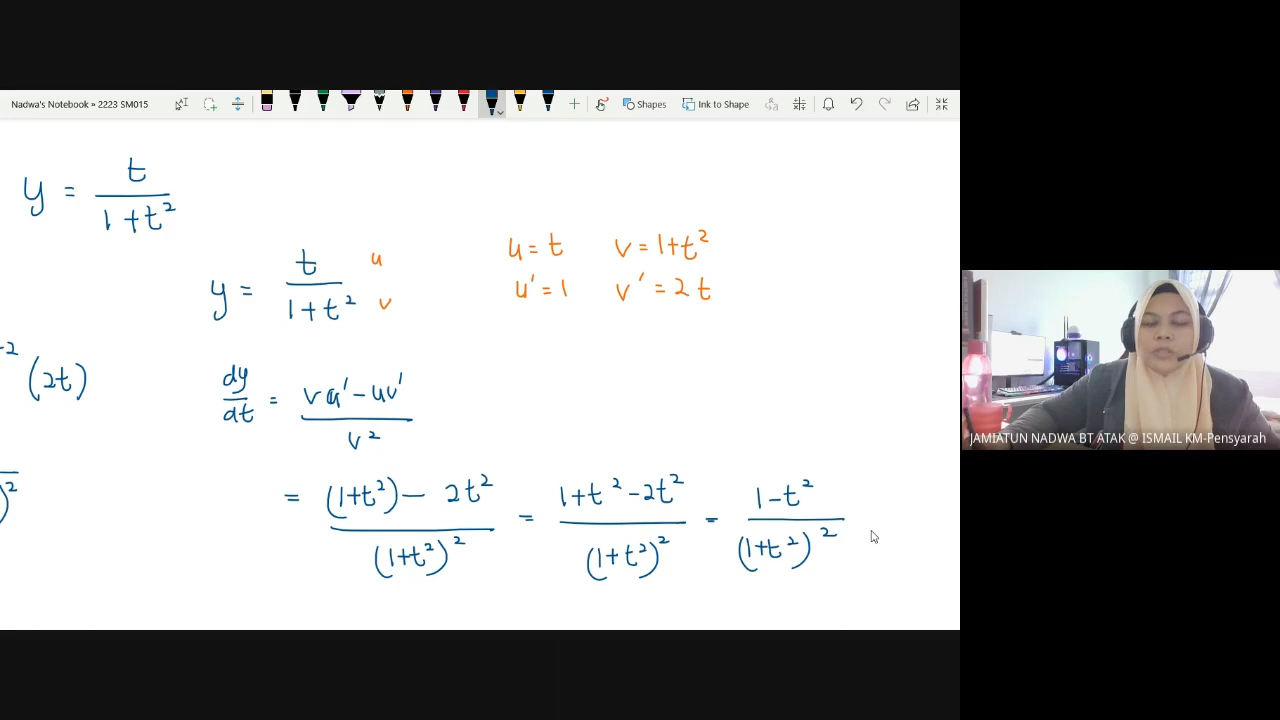 Nadwa's Notebook » 2223 SM015
Shapes
Ink to Shape
y = t / (1+t²)
y = t / (1+t²) u v
u = t v = 1+t²
u' = 1 v' = 2t
-2 (2t)
dy/dt = (vu' - uv') / v²
)²
= ((1+t²) - 2t²) / (1+t²)² = (1+t² - 2t²) / (1+t²)² = (1-t²) / (1+t²)²
JAMIATUN NADWA BT ATAK @ ISMAIL KM-Pensyarah